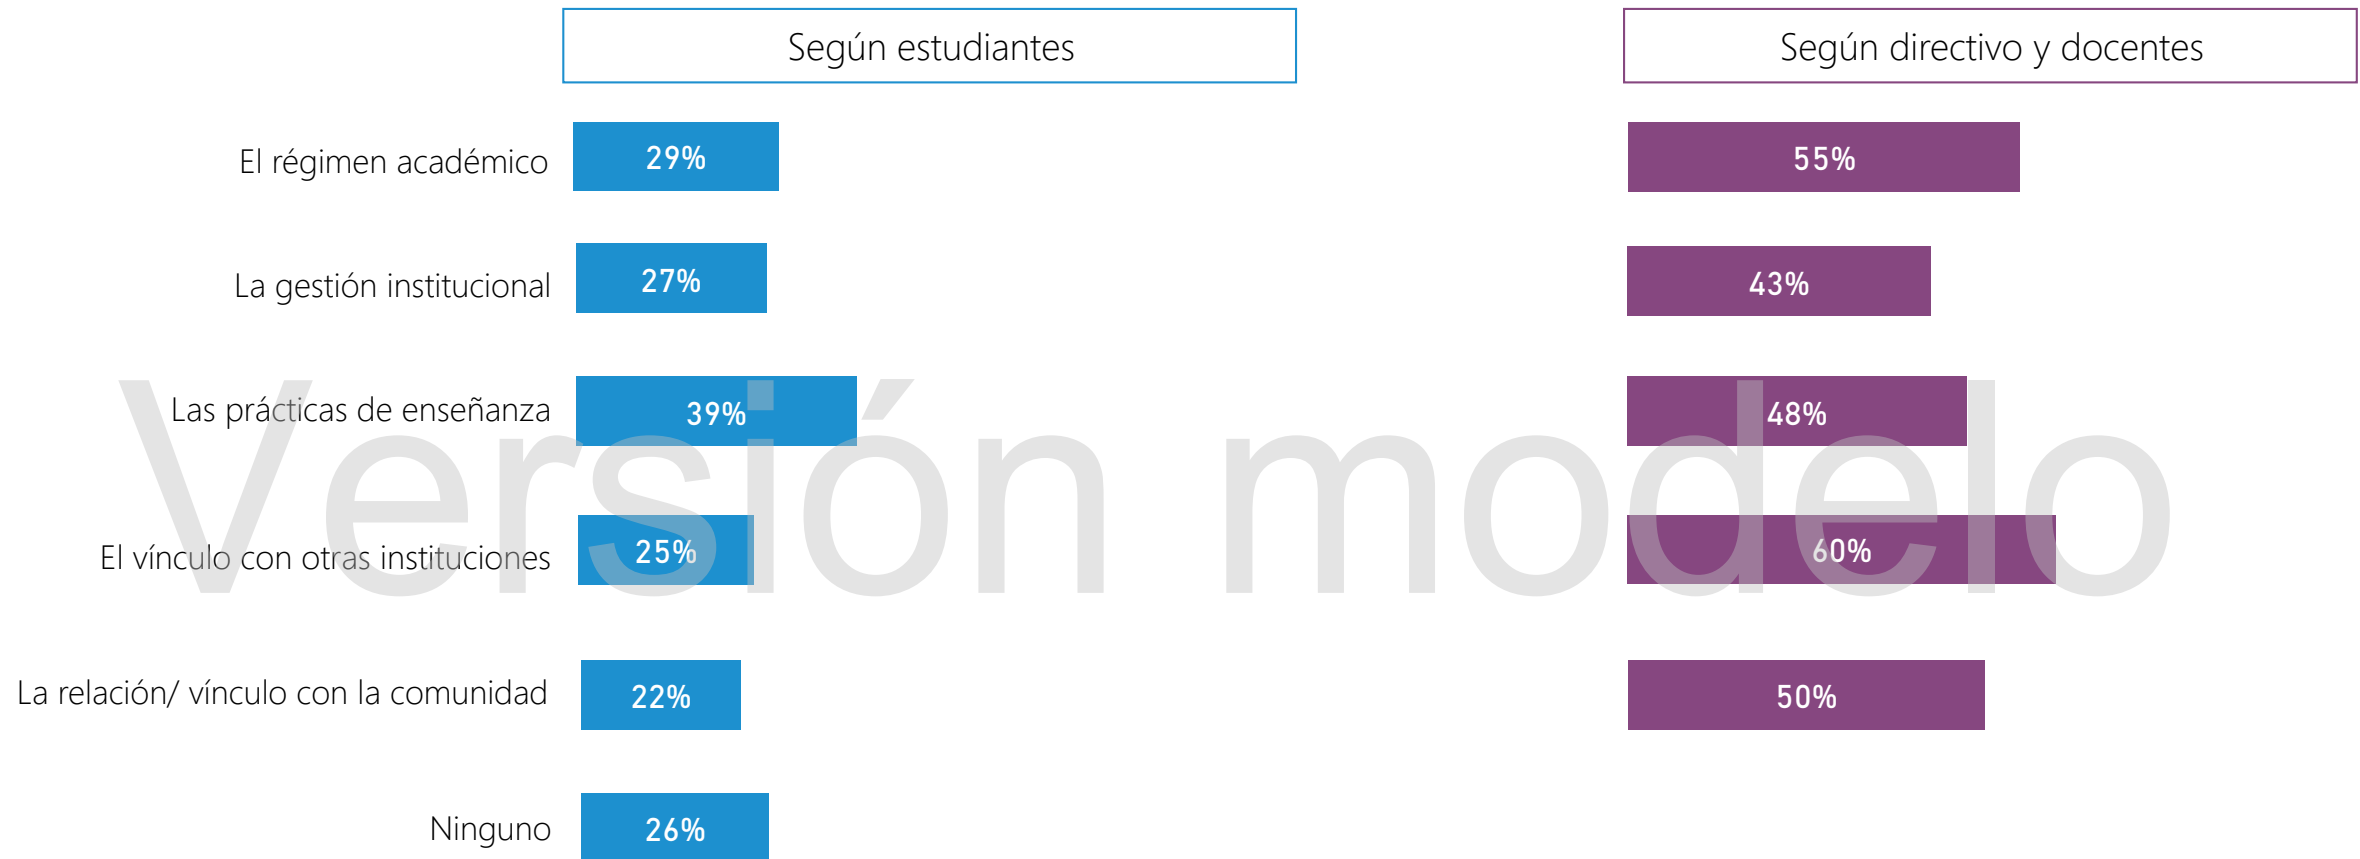 Según estudiantes
Según directivo y docentes
El régimen académico
29%
55%
La gestión institucional
27%
43%
Las prácticas de enseñanza
39%
48%
El vínculo con otras instituciones
25%
60%
La relación/ vínculo con la comunidad
22%
50%
Ninguno
26%
Versión modelo